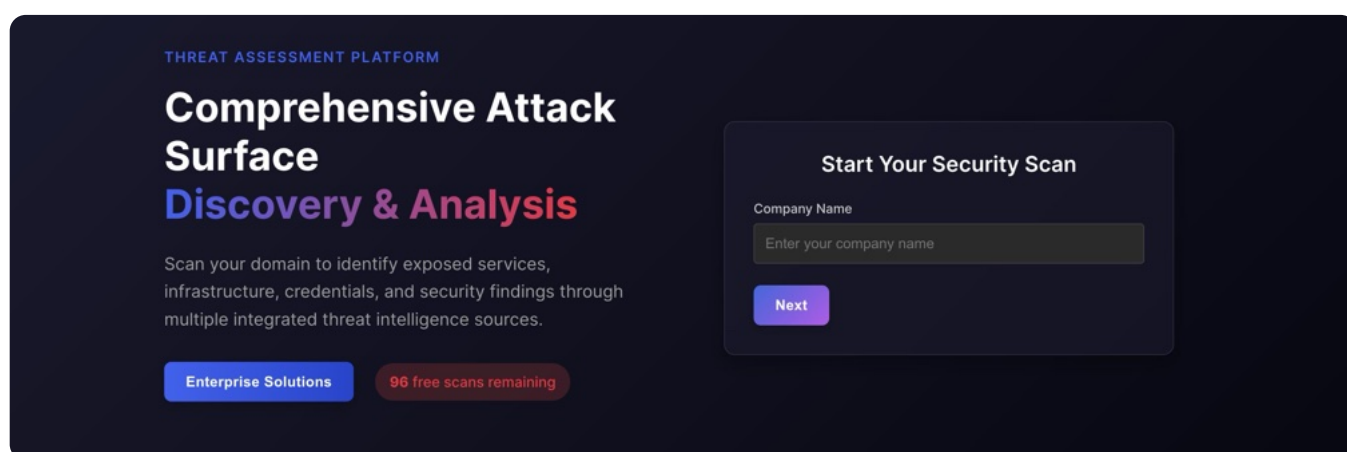 THREAT ASSESSMENT PLATFORM
Comprehensive Attack
Surface
Discovery & Analysis
Scan your domain to identify exposed services,
infrastructure, credentials, and security findings through
multiple integrated threat intelligence sources.
Enterprise Solutions
96 free scans remaining
Start Your Security Scan
Company Name
Enter your company name
Next